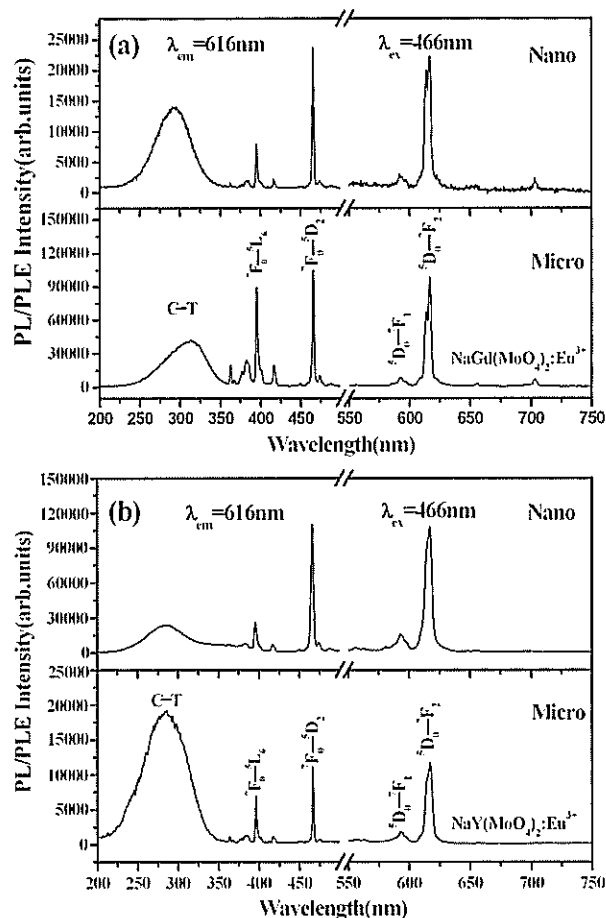 (a)
λem=616nm
λex=466nm
Nano
25000
20000
15000
10000
5000
0
PL/PLE Intensity(arb.units)
150000
120000
90000
60000
30000
0
C-T
⁷F₀—⁵L₆
⁷F₀—⁵D₂
⁵D₀—⁷F₁
⁵D₀—⁷F₂
Micro
NaGd(MoO₄)₂:Eu³⁺
200 250 300 350 400 450 550 600 650 700 750
Wavelength(nm)
(b)
λem=616nm
λex=466nm
Nano
150000
120000
90000
60000
30000
0
PL/PLE Intensity(arb.units)
25000
20000
15000
10000
5000
0
C-T
⁷F₀—⁵L₆
⁷F₀—⁵D₂
⁵D₀—⁷F₁
⁵D₀—⁷F₂
Micro
NaY(MoO₄)₂:Eu³⁺
200 250 300 350 400 450 550 600 650 700 750
Wavelength(nm)